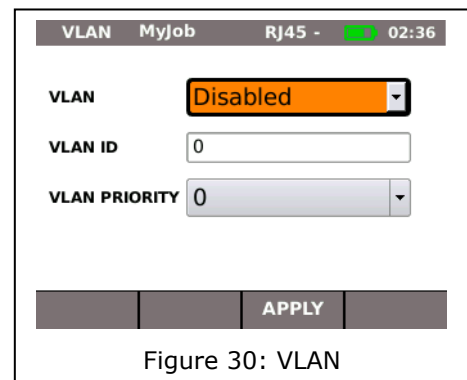 VLAN MyJob RJ45 - 02:36
VLAN Disabled
VLAN ID 0
VLAN PRIORITY 0
APPLY
Figure 30: VLAN